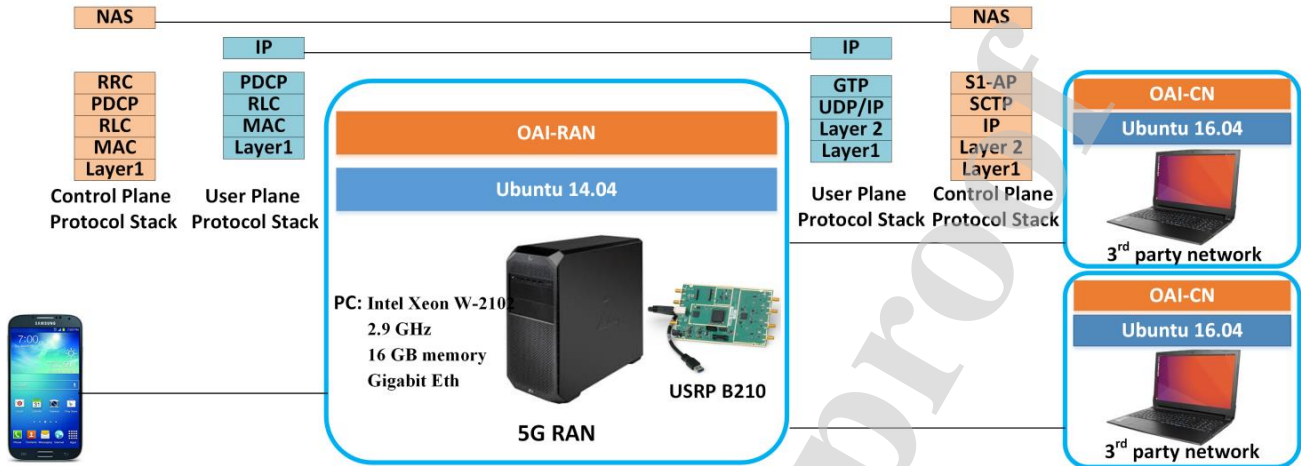 NAS
NAS
IP
IP
RRC
PDCP
RLC
MAC
Layer1
Control Plane
Protocol Stack
PDCP
RLC
MAC
Layer1
User Plane
Protocol Stack
OAI-RAN
Ubuntu 14.04
PC: Intel Xeon W-2102
2.9 GHz
16 GB memory
Gigabit Eth
USRP B210
5G RAN
GTP
UDP/IP
Layer 2
Layer1
User Plane
Protocol Stack
S1-AP
SCTP
IP
Layer 2
Layer1
Control Plane
Protocol Stack
OAI-CN
Ubuntu 16.04
3rd party network
OAI-CN
Ubuntu 16.04
3rd party network
SAMSUNG
7:00
proof